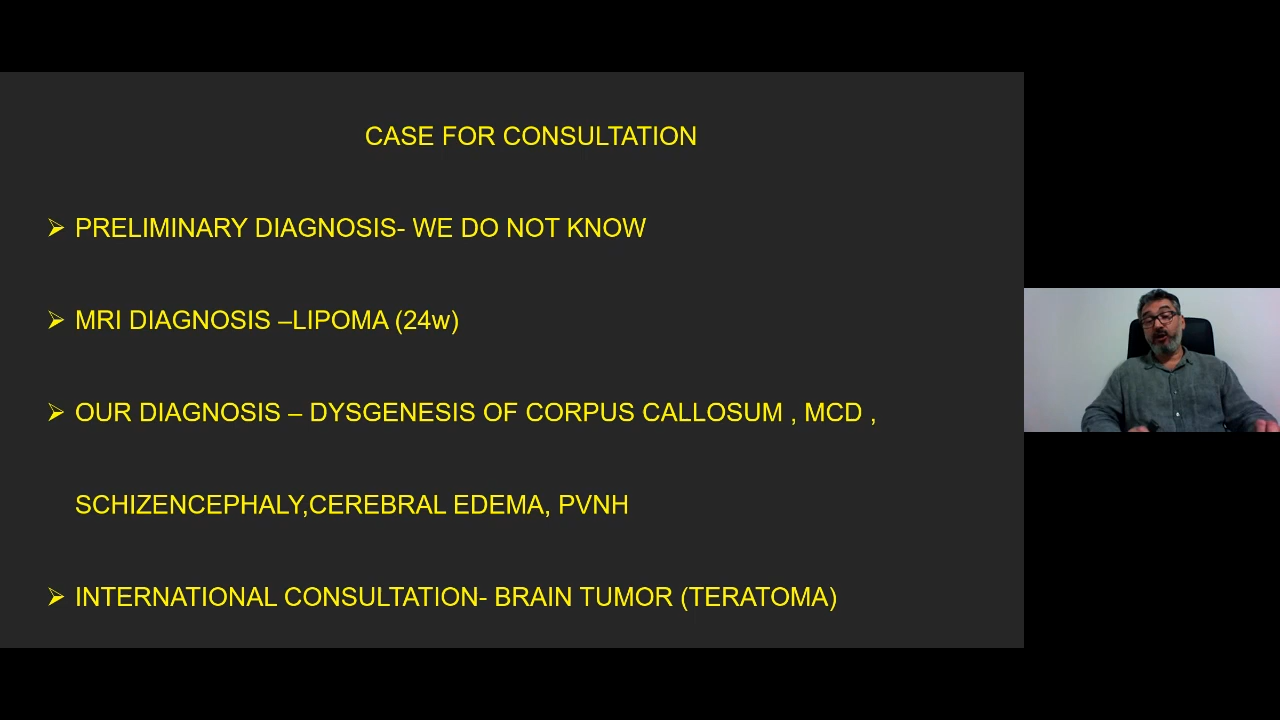 CASE FOR CONSULTATION
➢ PRELIMINARY DIAGNOSIS- WE DO NOT KNOW
➢ MRI DIAGNOSIS –LIPOMA (24w)
➢ OUR DIAGNOSIS – DYSGENESIS OF CORPUS CALLOSUM , MCD ,
SCHIZENCEPHALY,CEREBRAL EDEMA, PVNH
➢ INTERNATIONAL CONSULTATION- BRAIN TUMOR (TERATOMA)